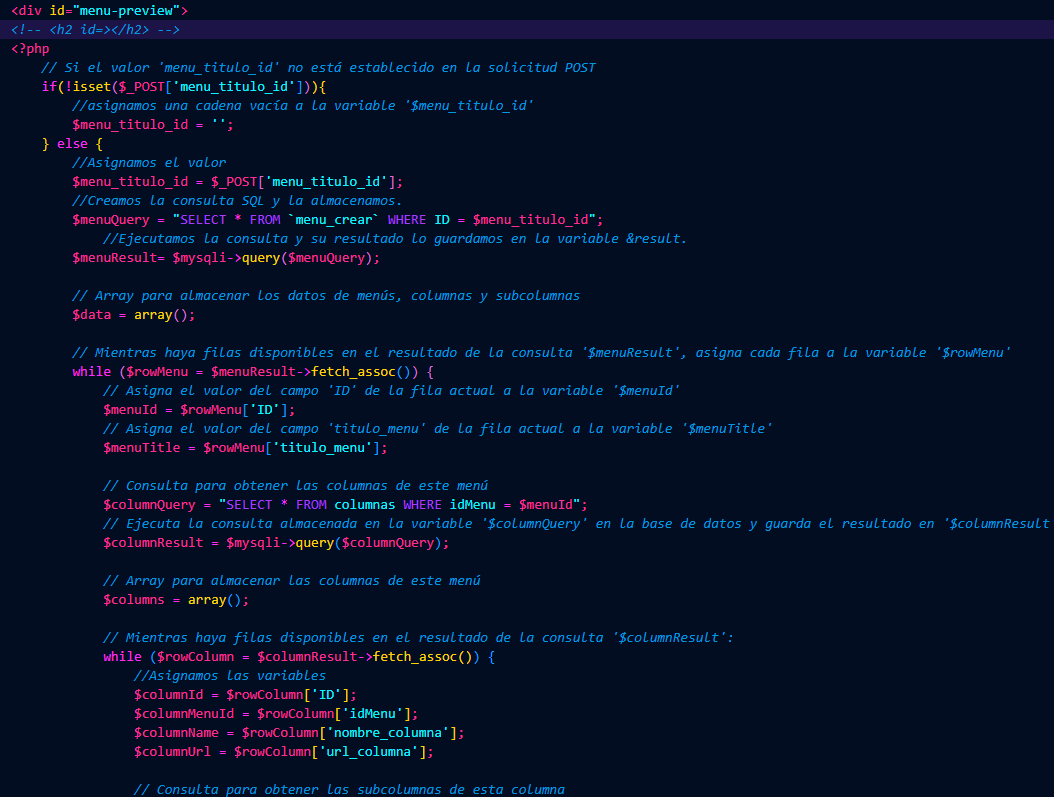 <div id="menu-preview">
<!-- <h2 id=></h2> -->
<?php
// Si el valor 'menu_titulo_id' no está establecido en la solicitud POST
if(!isset($_POST['menu_titulo_id'])){
//asignamos una cadena vacía a la variable '$menu_titulo_id'
$menu_titulo_id = '';
} else {
//Asignamos el valor
$menu_titulo_id = $_POST['menu_titulo_id'];
//Creamos la consulta SQL y la almacenamos.
$menuQuery = "SELECT * FROM `menu_crear` WHERE ID = $menu_titulo_id";
//Ejecutamos la consulta y su resultado lo guardamos en la variable &result.
$menuResult= $mysqli->query($menuQuery);
// Array para almacenar los datos de menús, columnas y subcolumnas
$data = array();
// Mientras haya filas disponibles en el resultado de la consulta '$menuResult', asigna cada fila a la variable '$rowMenu'
while ($rowMenu = $menuResult->fetch_assoc()) {
// Asigna el valor del campo 'ID' de la fila actual a la variable '$menuId'
$menuId = $rowMenu['ID'];
// Asigna el valor del campo 'titulo_menu' de la fila actual a la variable '$menuTitle'
$menuTitle = $rowMenu['titulo_menu'];
// Consulta para obtener las columnas de este menú
$columnQuery = "SELECT * FROM columnas WHERE idMenu = $menuId";
// Ejecuta la consulta almacenada en la variable '$columnQuery' en la base de datos y guarda el resultado en '$columnResult
$columnResult = $mysqli->query($columnQuery);
// Array para almacenar las columnas de este menú
$columns = array();
// Mientras haya filas disponibles en el resultado de la consulta '$columnResult':
while ($rowColumn = $columnResult->fetch_assoc()) {
//Asignamos las variables
$columnId = $rowColumn['ID'];
$columnMenuId = $rowColumn['idMenu'];
$columnName = $rowColumn['nombre_columna'];
$columnUrl = $rowColumn['url_columna'];
// Consulta para obtener las subcolumnas de esta columna